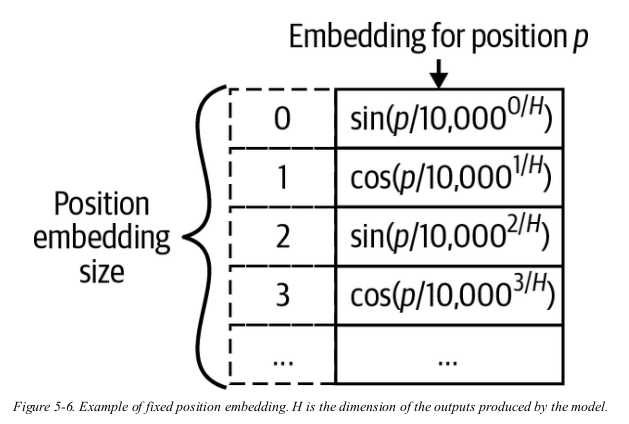 Embedding for position p
0 sin(p/10,000^0/H)
1 cos(p/10,000^1/H)
Position
embedding
size
2 sin(p/10,000^2/H)
3 cos(p/10,000^3/H)
... ...
Figure 5-6. Example of fixed position embedding. H is the dimension of the outputs produced by the model.